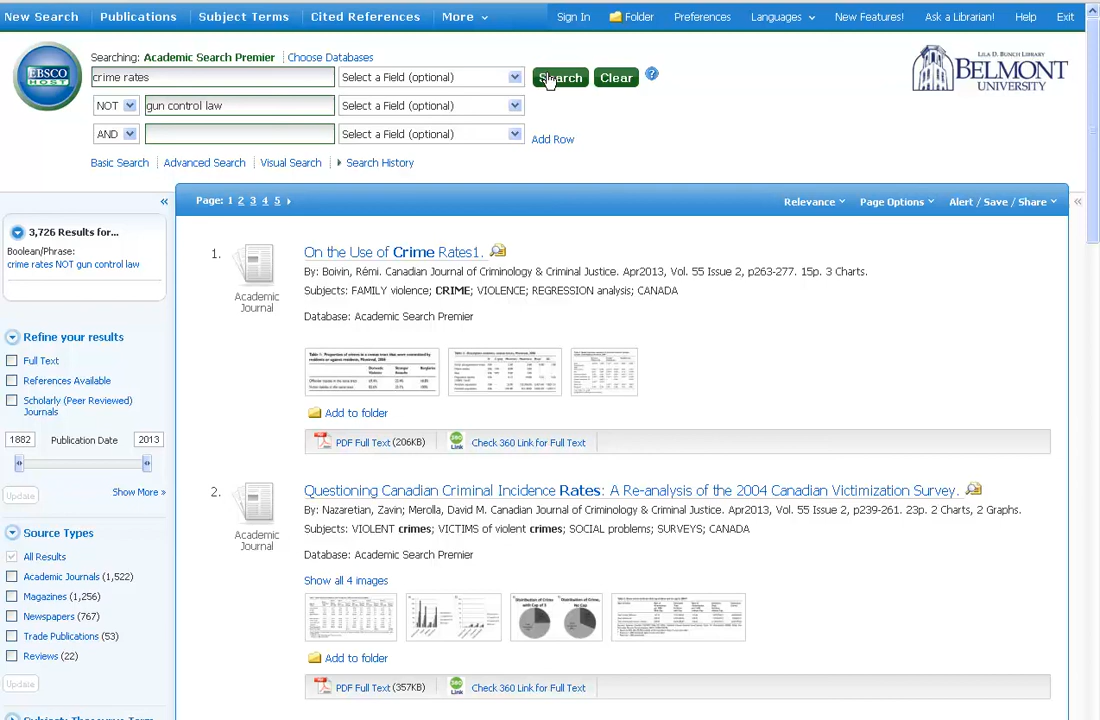 New Search Publications Subject Terms Cited References More Sign In Folder Preferences Languages New Features! Ask a Librarian! Help Exit
Searching: Academic Search Premier Choose Databases
EBSCO HOST
crime rates Select a Field (optional) Search Clear ?
LILA D. BUNCH LIBRARY
BELMONT
UNIVERSITY
NOT gun control law Select a Field (optional)
AND Select a Field (optional) Add Row
Basic Search Advanced Search Visual Search Search History
Page: 1 2 3 4 5 Relevance Page Options Alert / Save / Share
3,726 Results for...
Boolean/Phrase:
crime rates NOT gun control law
Refine your results
Full Text
References Available
Scholarly (Peer Reviewed)
Journals
1882 Publication Date 2013
Show More »
Update
Source Types
All Results
Academic Journals (1,522)
Magazines (1,256)
Newspapers (767)
Trade Publications (53)
Reviews (22)
Update
1. On the Use of Crime Rates1.
Academic
Journal
By: Boivin, Rémi. Canadian Journal of Criminology & Criminal Justice. Apr2013, Vol. 55 Issue 2, p263-277. 15p. 3 Charts.
Subjects: FAMILY violence; CRIME; VIOLENCE; REGRESSION analysis; CANADA
Database: Academic Search Premier
Add to folder
PDF Full Text (206KB) 360 Link Check 360 Link for Full Text
2. Questioning Canadian Criminal Incidence Rates: A Re-analysis of the 2004 Canadian Victimization Survey.
Academic
Journal
By: Nazaretian, Zavin; Merolla, David M. Canadian Journal of Criminology & Criminal Justice. Apr2013, Vol. 55 Issue 2, p239-261. 23p. 2 Charts, 2 Graphs.
Subjects: VIOLENT crimes; VICTIMS of violent crimes; SOCIAL problems; SURVEYS; CANADA
Database: Academic Search Premier
Show all 4 images
Add to folder
PDF Full Text (357KB) 360 Link Check 360 Link for Full Text